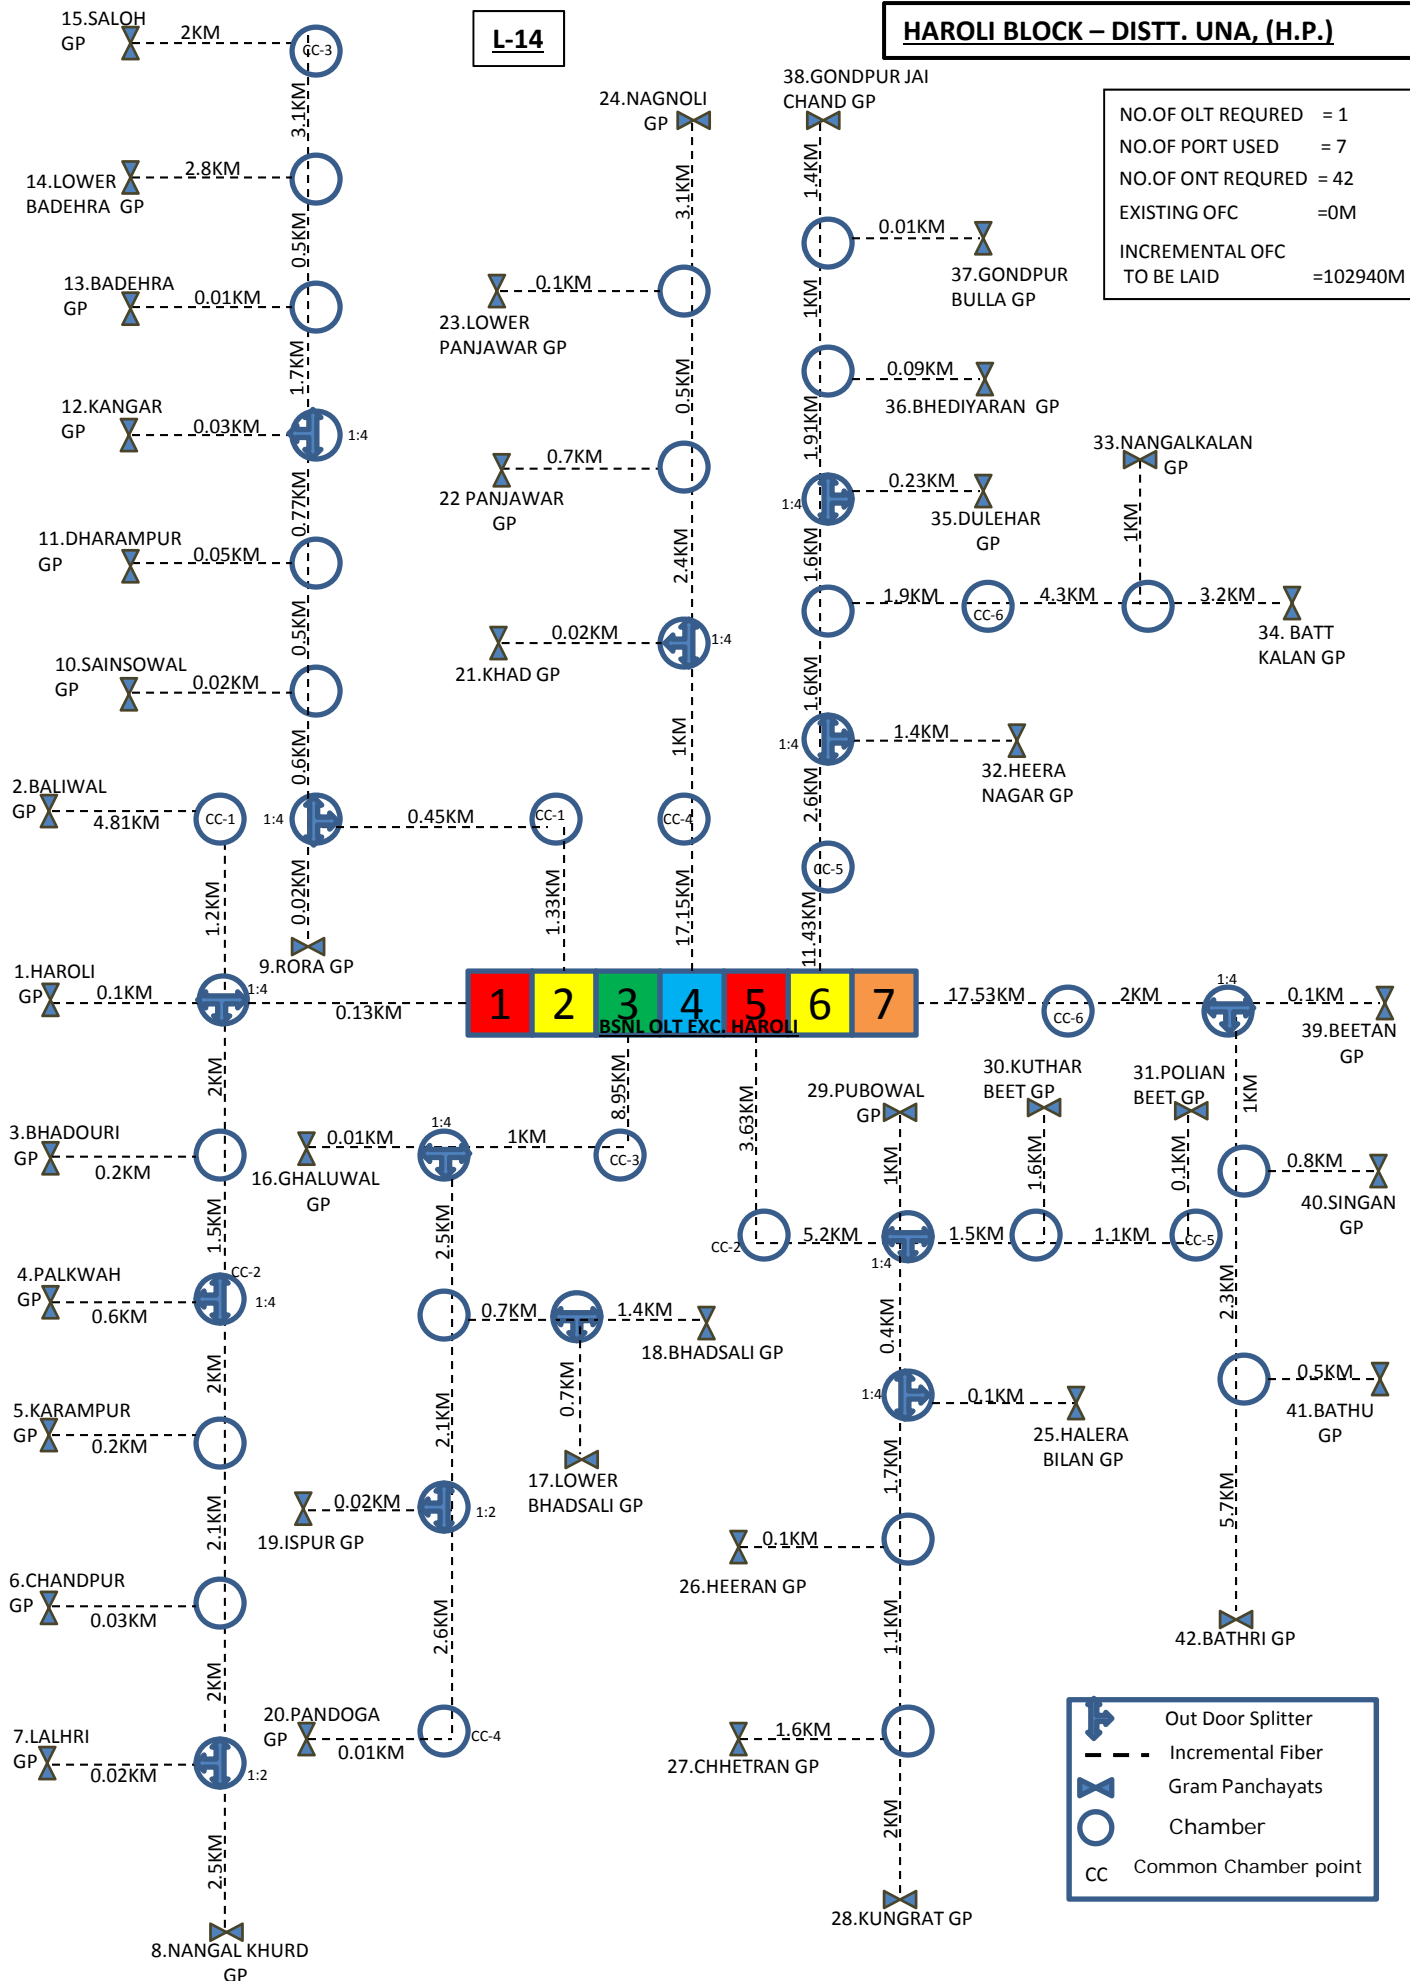 15.SALOH
GP
2KM
CC-3
L-14
HAROLI BLOCK – DISTT. UNA, (H.P.)
NO.OF OLT REQURED = 1
NO.OF PORT USED = 7
NO.OF ONT REQURED = 42
EXISTING OFC =0M
INCREMENTAL OFC
TO BE LAID =102940M
3.1KM
14.LOWER
BADEHRA GP
2.8KM
0.5KM
13.BADEHRA
GP
0.01KM
1.7KM
12.KANGAR
GP
0.03KM
1:4
0.77KM
11.DHARAMPUR
GP
0.05KM
0.5KM
10.SAINSOWAL
GP
0.02KM
0.6KM
2.BALIWAL
GP
4.81KM
CC-1
1:4
0.45KM
CC-1
0.02KM
9.RORA GP
1.33KM
1.2KM
24.NAGNOLI
GP
3.1KM
0.1KM
23.LOWER
PANJAWAR GP
0.5KM
0.7KM
22 PANJAWAR
GP
2.4KM
0.02KM
1:4
21.KHAD GP
1KM
CC-4
17.15KM
38.GONDPUR JAI
CHAND GP
1.4KM
0.01KM
37.GONDPUR
BULLA GP
1KM
0.09KM
36.BHEDIYARAN GP
1.91KM
0.23KM
1:4
35.DULEHAR
GP
1.6KM
33.NANGALKALAN
GP
1KM
1.9KM
CC-6
4.3KM
3.2KM
34. BATT
KALAN GP
1.6KM
1:4
1.4KM
32.HEERA
NAGAR GP
2.6KM
CC-5
11.43KM
1.HAROLI
GP
0.1KM
1:4
0.13KM
1
2
3
4
5
6
7
BSNL OLT EXC. HAROLI
17.53KM
CC-6
2KM
1:4
0.1KM
39.BEETAN
GP
2KM
3.BHADOURI
GP
0.2KM
1.5KM
4.PALKWAH
GP
0.6KM
CC-2
1:4
2KM
5.KARAMPUR
GP
0.2KM
2.1KM
6.CHANDPUR
GP
0.03KM
2KM
7.LALHRI
GP
0.02KM
1:2
2.5KM
8.NANGAL KHURD
GP
8.95KM
1:4
0.01KM
1KM
CC-3
16.GHALUWAL
GP
2.5KM
0.7KM
1.4KM
18.BHADSALI GP
0.7KM
17.LOWER
BHADSALI GP
2.1KM
0.02KM
1:2
19.ISPUR GP
2.6KM
20.PANDOGA
GP
0.01KM
CC-4
3.63KM
CC-2
5.2KM
29.PUBOWAL
GP
1KM
1:4
30.KUTHAR
BEET GP
1.6KM
1.5KM
31.POLIAN
BEET GP
0.1KM
1.1KM
CC-5
0.4KM
1:4
0.1KM
25.HALERA
BILAN GP
1.7KM
0.1KM
26.HEERAN GP
1.1KM
1.6KM
27.CHHETRAN GP
2KM
28.KUNGRAT GP
1KM
0.8KM
40.SINGAN
GP
2.3KM
0.5KM
41.BATHU
GP
5.7KM
42.BATHRI GP
Out Door Splitter
Incremental Fiber
Gram Panchayats
Chamber
CC Common Chamber point